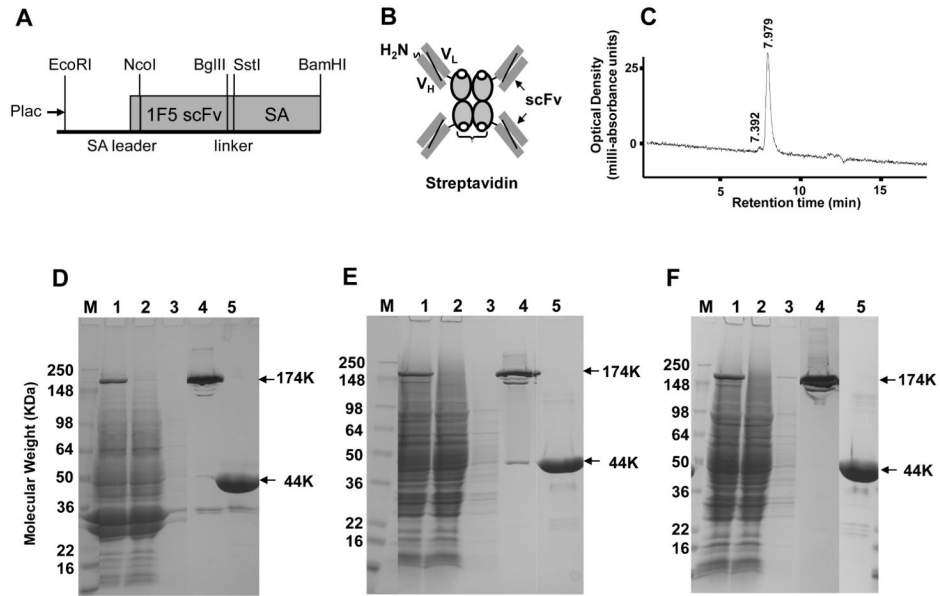 A
EcoRI NcoI BglII SstI BamHI
Plac 1F5 scFv SA
SA leader linker
B
H2N VL
VH scFv
Streptavidin
C
Optical Density
(milli-absorbance units)
25
0
7.392
7.979
5 10 15
Retention time (min)
D
M 1 2 3 4 5
Molecular Weight (KDa)
250
148
98
64
50
36
22
16
174K
44K
E
M 1 2 3 4 5
250
148
98
64
50
36
22
16
174K
44K
F
M 1 2 3 4 5
250
148
98
64
50
36
22
16
174K
44K